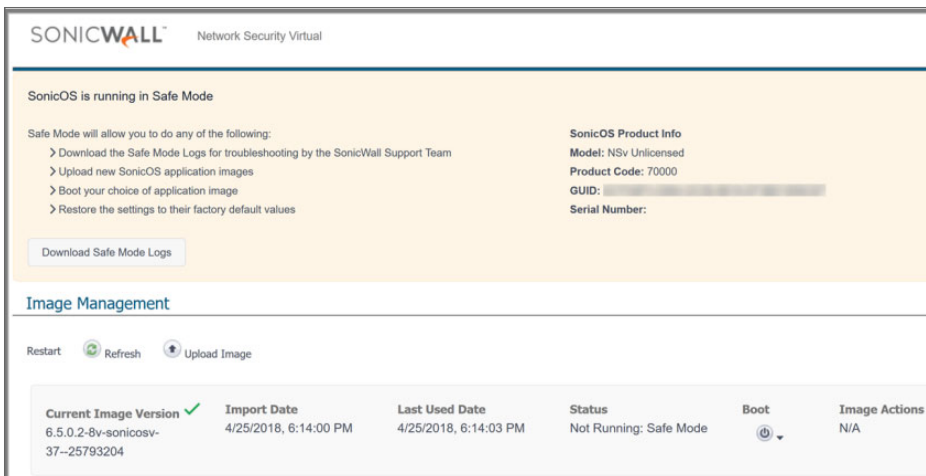 SONICWALL Network Security Virtual
SonicOS is running in Safe Mode
Safe Mode will allow you to do any of the following:
> Download the Safe Mode Logs for troubleshooting by the SonicWall Support Team
> Upload new SonicOS application images
> Boot your choice of application image
> Restore the settings to their factory default values
Download Safe Mode Logs
SonicOS Product Info
Model: NSv Unlicensed
Product Code: 70000
GUID:
Serial Number:
Image Management
Restart Refresh Upload Image
Current Image Version Import Date Last Used Date Status Boot Image Actions
6.5.0.2-8v-sonicosv- 4/25/2018, 6:14:00 PM 4/25/2018, 6:14:03 PM Not Running: Safe Mode N/A
37--25793204